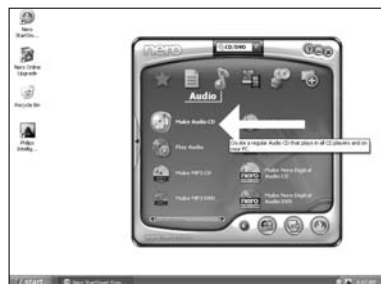 Nero
StartSm...
Nero Online
Upgrade
Recycle Bin
Philips
Intellig...
nero
CD/DVD
Audio
Make Audio CD
Create a regular Audio CD that plays in all CD players and on
your PC.
Play Audio
Make MP3 CD
Make Nero Digital
Audio CD
Make MP3 DVD
Make Nero Digital
Audio DVD
nero
nero
start